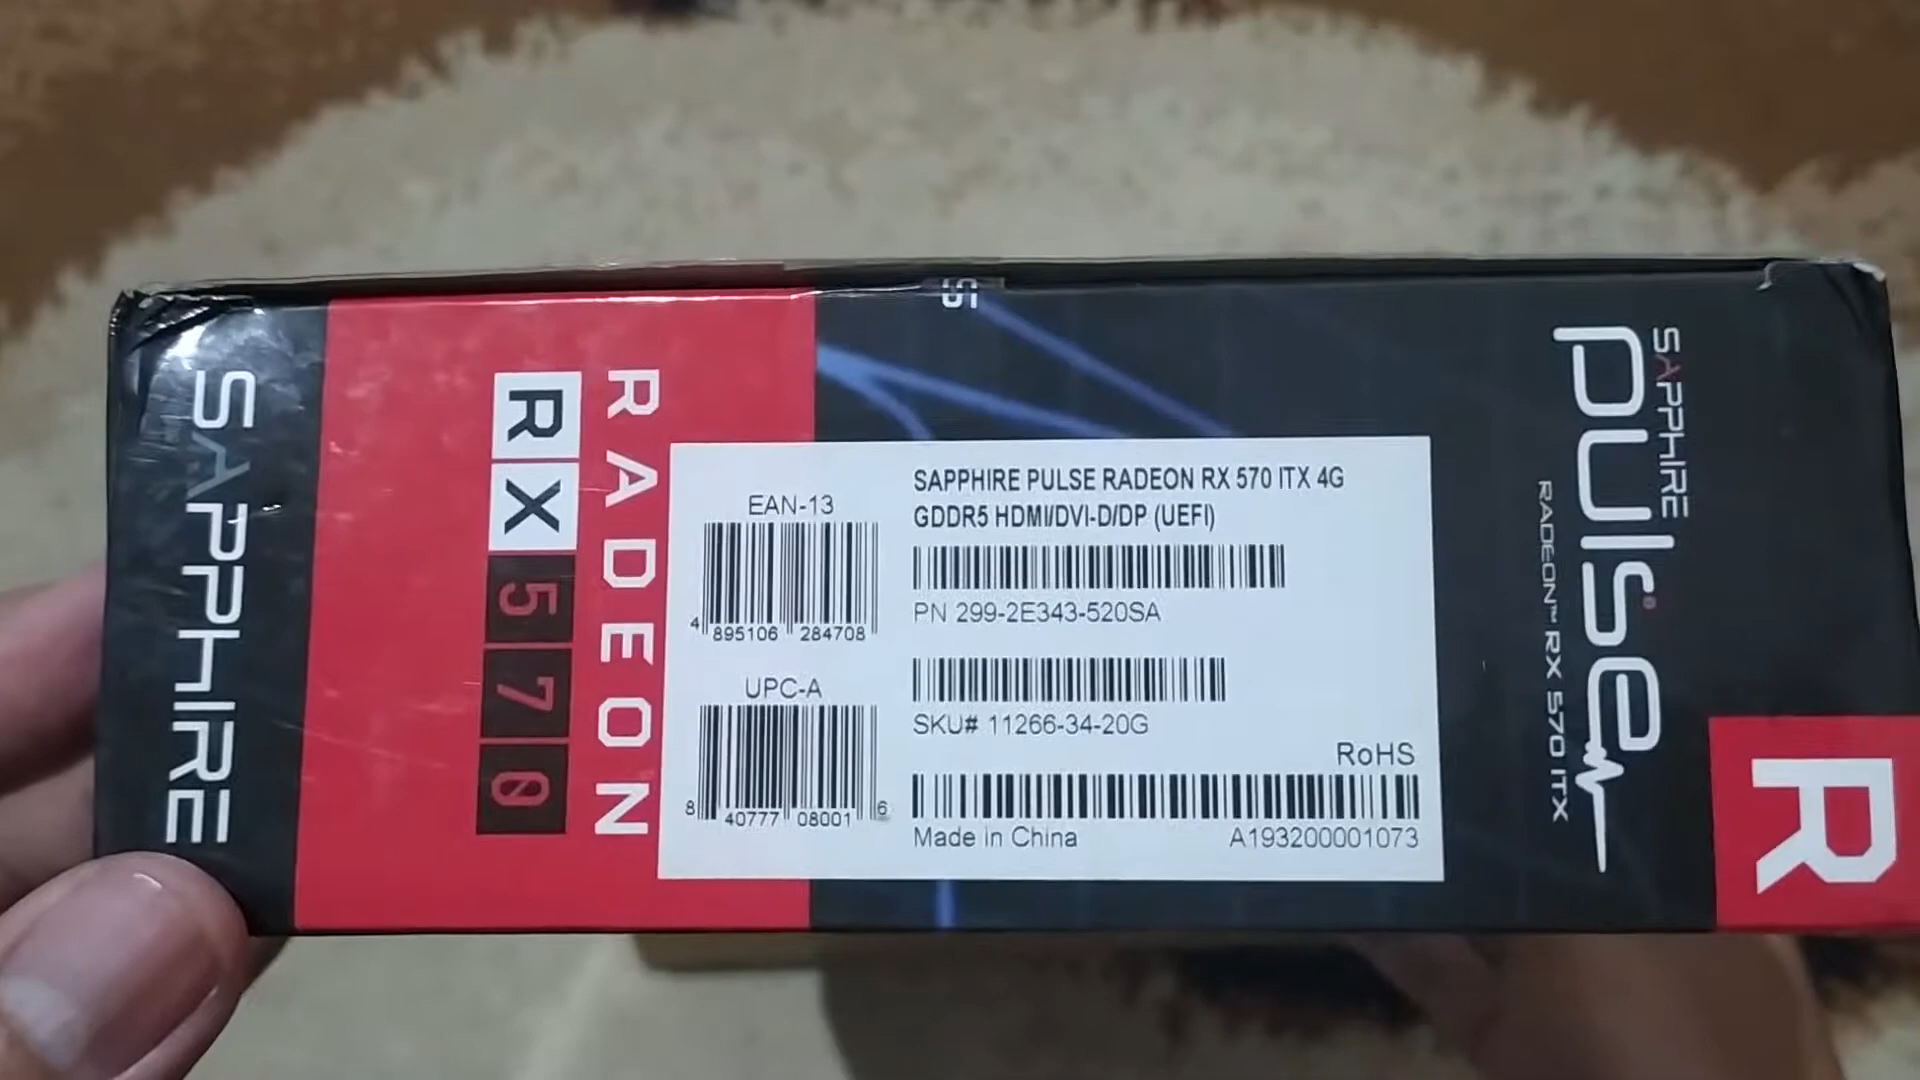 SAPPHIRE
RX 570
RADEON
EAN-13
4 895106 284708
UPC-A
8 40777 08001 6
SAPPHIRE PULSE RADEON RX 570 ITX 4G
GDDR5 HDMI/DVI-D/DP (UEFI)
PN 299-2E343-520SA
SKU# 11266-34-20G
RoHS
Made in China
A193200001073
SAPPHIRE
PULSE
RADEON™ RX 570 ITX
R